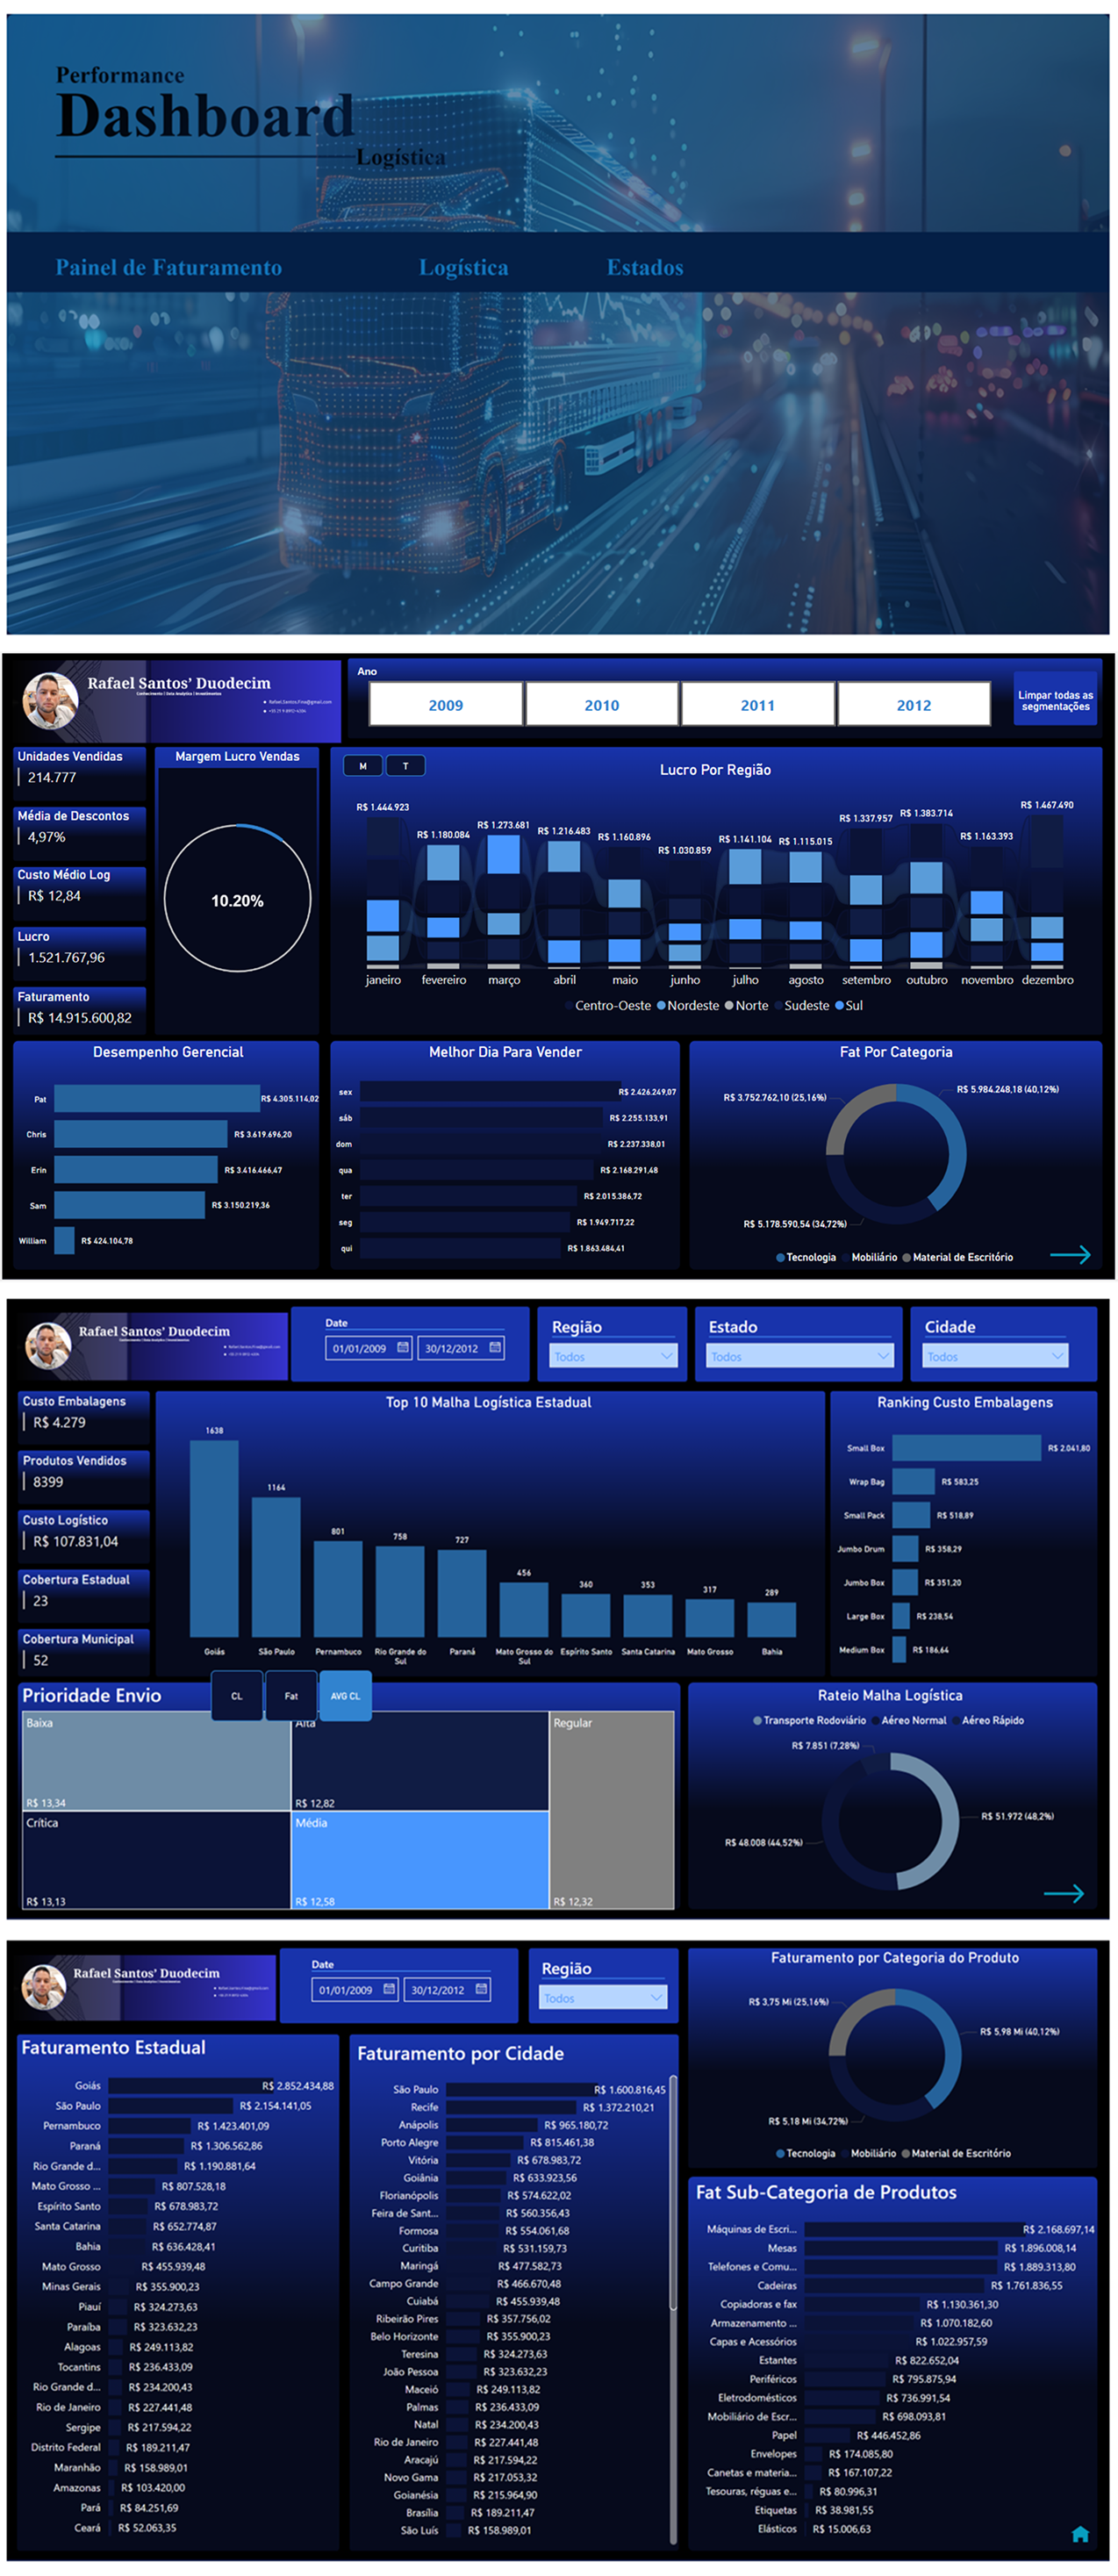 Performance
Dashboard
Logística
Painel de Faturamento
Logística
Estados
Rafael Santos' Duodecim
Conhecimento | Data Analytics | Investimentos
Ano
2009
2010
2011
2012
Limpar todas as
segmentações
Unidades Vendidas
214.777
Média de Descontos
4,97%
Custo Médio Log
R$ 12,84
Lucro
1.521.767,96
Faturamento
R$ 14.915.600,82
Margem Lucro Vendas
10.20%
M
T
Lucro Por Região
R$ 1.444.923
R$ 1.180.084
R$ 1.273.681
R$ 1.216.483
R$ 1.160.896
R$ 1.030.859
R$ 1.141.104
R$ 1.115.015
R$ 1.337.957
R$ 1.383.714
R$ 1.163.393
R$ 1.467.490
janeiro
fevereiro
março
abril
maio
junho
julho
agosto
setembro
outubro
novembro
dezembro
Centro-Oeste
Nordeste
Norte
Sudeste
Sul
Desempenho Gerencial
Pat R$ 4.305.114,02
Chris R$ 3.619.696,20
Erin R$ 3.416.466,47
Sam R$ 3.150.219,36
William R$ 424.104,78
Melhor Dia Para Vender
sex R$ 2.426.249,07
sáb R$ 2.255.133,91
dom R$ 2.237.338,01
qua R$ 2.168.291,48
ter R$ 2.015.386,72
seg R$ 1.949.717,22
qui R$ 1.863.484,41
Fat Por Categoria
R$ 3.752.762,10 (25,16%)
R$ 5.984.248,18 (40,12%)
R$ 5.178.590,54 (34,72%)
Tecnologia
Mobiliário
Material de Escritório
Rafael Santos' Duodecim
Date
01/01/2009
30/12/2012
Região
Todos
Estado
Todos
Cidade
Todos
Custo Embalagens
R$ 4.279
Produtos Vendidos
8399
Custo Logístico
R$ 107.831,04
Cobertura Estadual
23
Cobertura Municipal
52
Top 10 Malha Logística Estadual
1638
1164
801
758
727
456
360
353
317
289
Goiás
São Paulo
Pernambuco
Rio Grande do
Sul
Paraná
Mato Grosso do
Sul
Espírito Santo
Santa Catarina
Mato Grosso
Bahia
Ranking Custo Embalagens
Small Box R$ 2.041,80
Wrap Bag R$ 583,25
Small Pack R$ 518,89
Jumbo Drum R$ 358,29
Jumbo Box R$ 351,20
Large Box R$ 238,54
Medium Box R$ 186,64
Prioridade Envio
CL
Fat
AVG CL
Baixa
R$ 13,34
Alta
R$ 12,82
Regular
R$ 12,32
Crítica
R$ 13,13
Média
R$ 12,58
Rateio Malha Logística
Transporte Rodoviário
Aéreo Normal
Aéreo Rápido
R$ 7.851 (7,28%)
R$ 51.972 (48,2%)
R$ 48.008 (44,52%)
Rafael Santos' Duodecim
Date
01/01/2009
30/12/2012
Região
Todos
Faturamento Estadual
Goiás R$ 2.852.434,88
São Paulo R$ 2.154.141,05
Pernambuco R$ 1.423.401,09
Paraná R$ 1.306.562,86
Rio Grande d... R$ 1.190.881,64
Mato Grosso ... R$ 807.528,18
Espírito Santo R$ 678.983,72
Santa Catarina R$ 652.774,87
Bahia R$ 636.428,41
Mato Grosso R$ 455.939,48
Minas Gerais R$ 355.900,23
Piauí R$ 324.273,63
Paraíba R$ 323.632,23
Alagoas R$ 249.113,82
Tocantins R$ 236.433,09
Rio Grande d... R$ 234.200,43
Rio de Janeiro R$ 227.441,48
Sergipe R$ 217.594,22
Distrito Federal R$ 189.211,47
Maranhão R$ 158.989,01
Amazonas R$ 103.420,00
Pará R$ 84.251,69
Ceará R$ 52.063,35
Faturamento por Cidade
São Paulo R$ 1.600.816,45
Recife R$ 1.372.210,21
Anápolis R$ 965.180,72
Porto Alegre R$ 815.461,38
Vitória R$ 678.983,72
Goiânia R$ 633.923,56
Florianópolis R$ 574.622,02
Feira de Sant... R$ 560.356,43
Formosa R$ 554.061,68
Curitiba R$ 531.159,73
Maringá R$ 477.582,73
Campo Grande R$ 466.670,48
Cuiabá R$ 455.939,48
Ribeirão Pires R$ 357.756,02
Belo Horizonte R$ 355.900,23
Teresina R$ 324.273,63
João Pessoa R$ 323.632,23
Maceió R$ 249.113,82
Palmas R$ 236.433,09
Natal R$ 234.200,43
Rio de Janeiro R$ 227.441,48
Aracajú R$ 217.594,22
Novo Gama R$ 217.053,32
Goianésia R$ 215.964,90
Brasília R$ 189.211,47
São Luís R$ 158.989,01
Faturamento por Categoria do Produto
R$ 3,75 Mi (25,16%)
R$ 5,98 Mi (40,12%)
R$ 5,18 Mi (34,72%)
Tecnologia
Mobiliário
Material de Escritório
Fat Sub-Categoria de Produtos
Máquinas de Escri... R$ 2.168.697,14
Mesas R$ 1.896.008,14
Telefones e Comu... R$ 1.889.313,80
Cadeiras R$ 1.761.836,55
Copiadoras e fax R$ 1.130.361,30
Armazenamento ... R$ 1.070.182,60
Capas e Acessórios R$ 1.022.957,59
Estantes R$ 822.652,04
Periféricos R$ 795.875,94
Eletrodomésticos R$ 736.991,54
Mobiliário de Escr... R$ 698.093,81
Papel R$ 446.452,86
Envelopes R$ 174.085,80
Canetas e materia... R$ 167.107,22
Tesouras, réguas e... R$ 80.996,31
Etiquetas R$ 38.981,55
Elásticos R$ 15.006,63